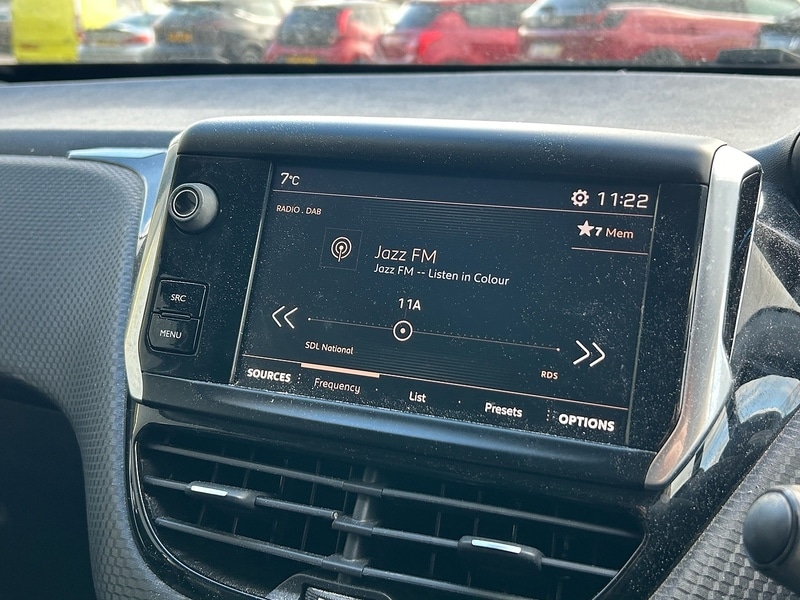 7°C
11:22
RADIO . DAB
7 Mem
Jazz FM
Jazz FM -- Listen in Colour
SRC
11A
MENU
SDL National
RDS
SOURCES
Frequency
List
Presets
OPTIONS